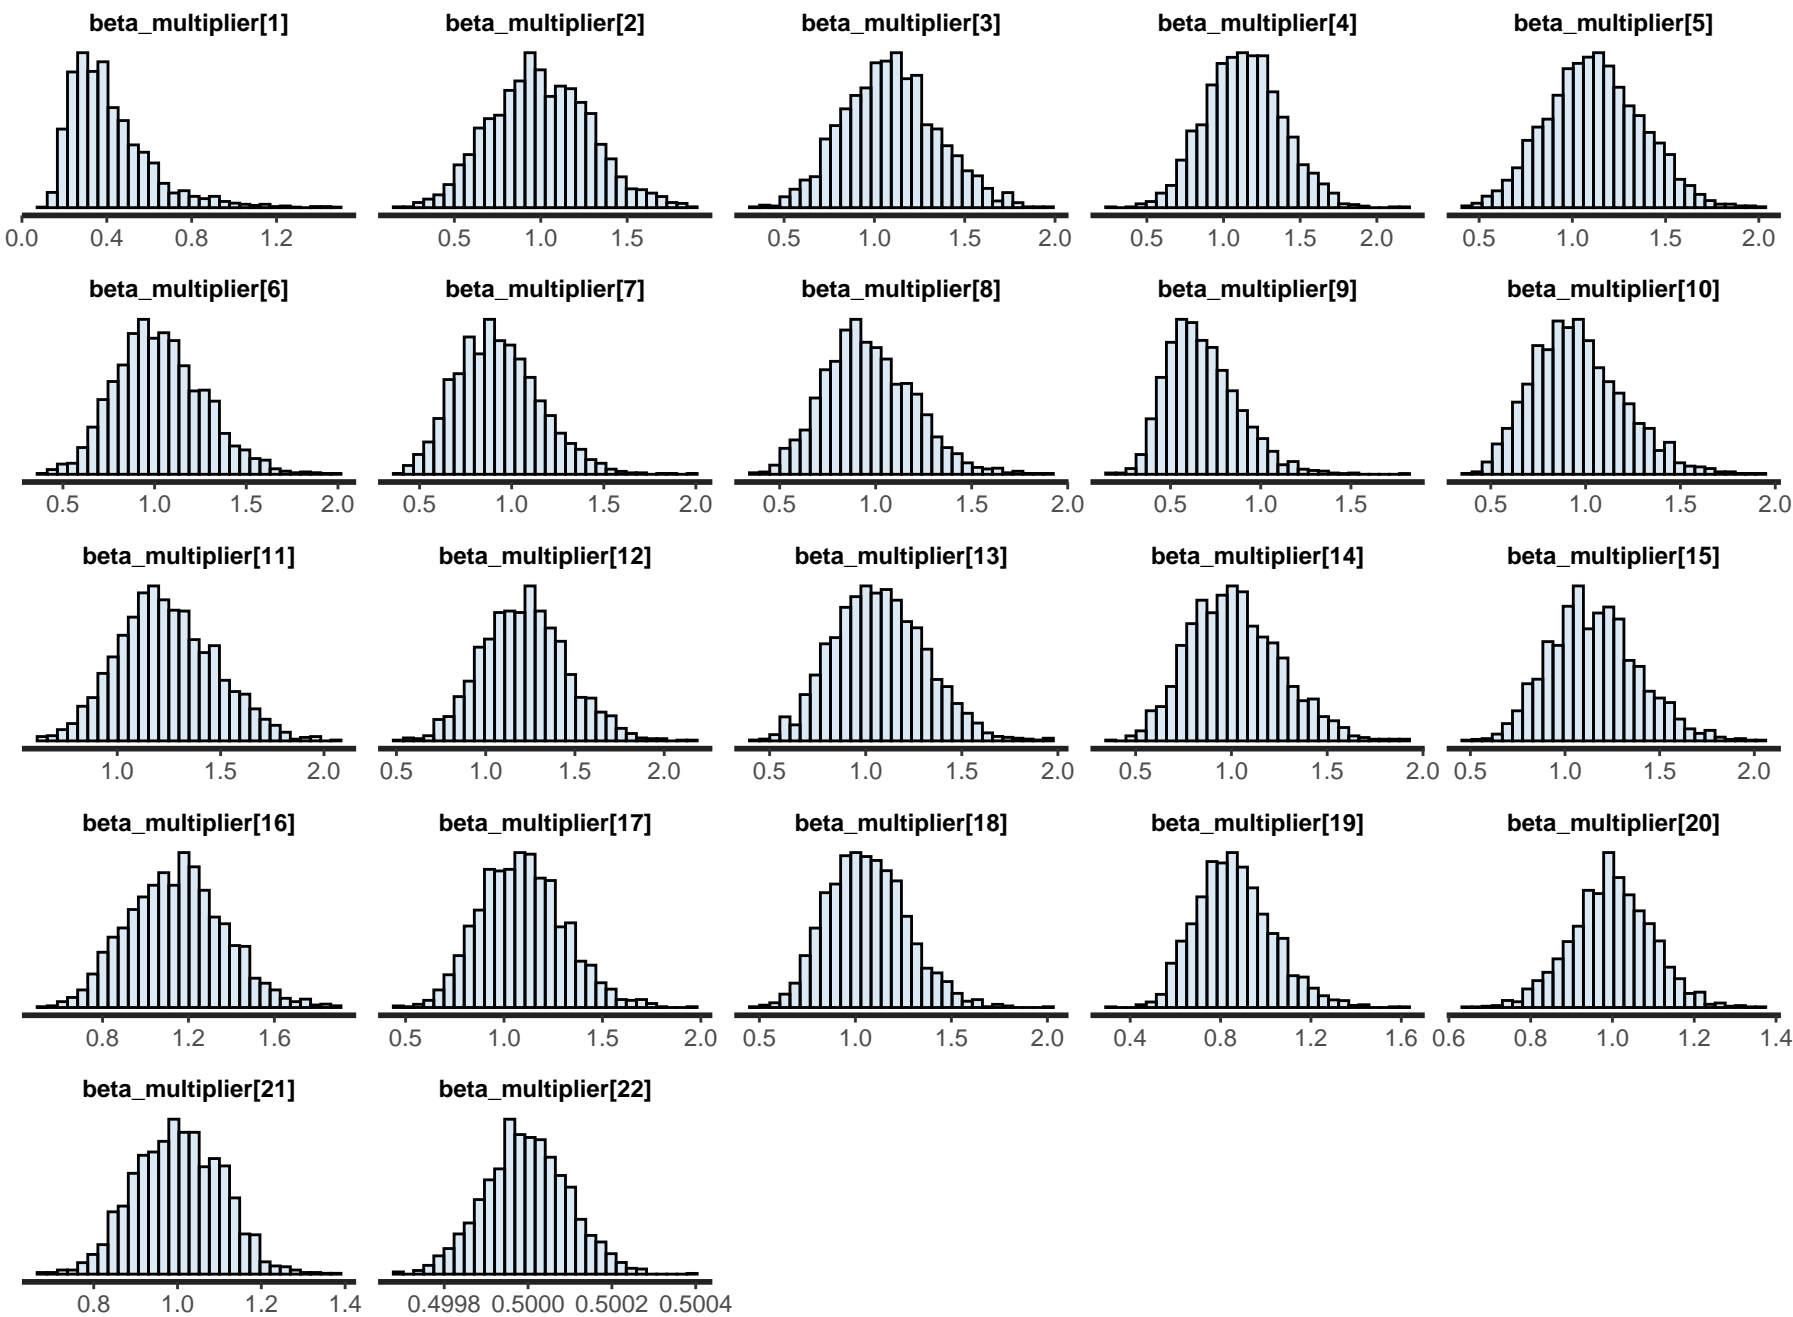 beta_multiplier[1] beta_multiplier[2] beta_multiplier[3] beta_multiplier[4] beta_multiplier[5]
0.0 0.4 0.8 1.2 0.5 1.0 1.5 0.5 1.0 1.5 2.0 0.5 1.0 1.5 2.0 0.5 1.0 1.5 2.0
beta_multiplier[6] beta_multiplier[7] beta_multiplier[8] beta_multiplier[9] beta_multiplier[10]
0.5 1.0 1.5 2.0 0.5 1.0 1.5 2.0 0.5 1.0 1.5 2.0 0.5 1.0 1.5 0.5 1.0 1.5 2.0
beta_multiplier[11] beta_multiplier[12] beta_multiplier[13] beta_multiplier[14] beta_multiplier[15]
1.0 1.5 2.0 0.5 1.0 1.5 2.0 0.5 1.0 1.5 2.0 0.5 1.0 1.5 2.0 0.5 1.0 1.5 2.0
beta_multiplier[16] beta_multiplier[17] beta_multiplier[18] beta_multiplier[19] beta_multiplier[20]
0.8 1.2 1.6 0.5 1.0 1.5 2.0 0.5 1.0 1.5 2.0 0.4 0.8 1.2 1.6 0.6 0.8 1.0 1.2 1.4
beta_multiplier[21] beta_multiplier[22]
0.8 1.0 1.2 1.4 0.4998 0.5000 0.5002 0.5004